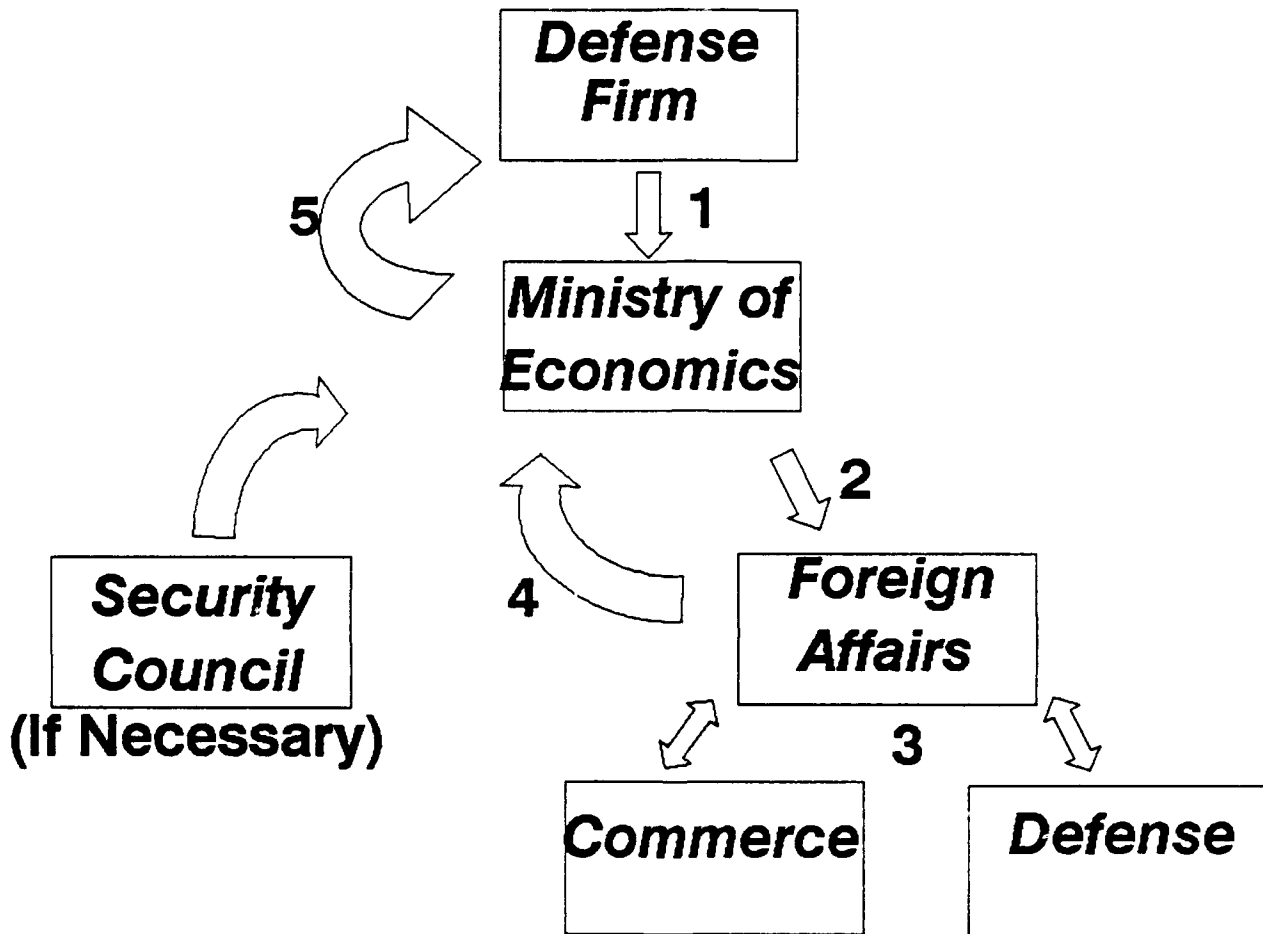 Defense
Firm
1
5
Ministry of
Economics
2
Security
Council
(If Necessary)
4
Foreign
Affairs
3
Commerce
Defense